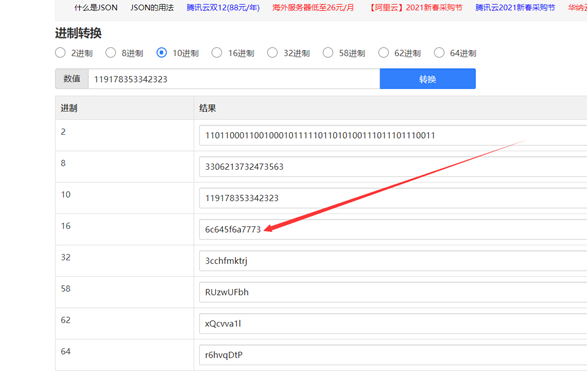 什么是JSON JSON的用法 腾讯云双12(88元/年) 海外服务器低至26元/月 【阿里云】2021新春采购节 腾讯云2021新春采购节 华纳云
进制转换
2进制 8进制 10进制 16进制 32进制 58进制 62进制 64进制
数值 119178353342323 转换
进制 结果
2 11011000110010001011111011010100111011101110011
8 3306213732473563
10 119178353342323
16 6c645f6a7773
32 3cchfmktrj
58 RUzwUFbh
62 xQcvva1l
64 r6hvqDtP